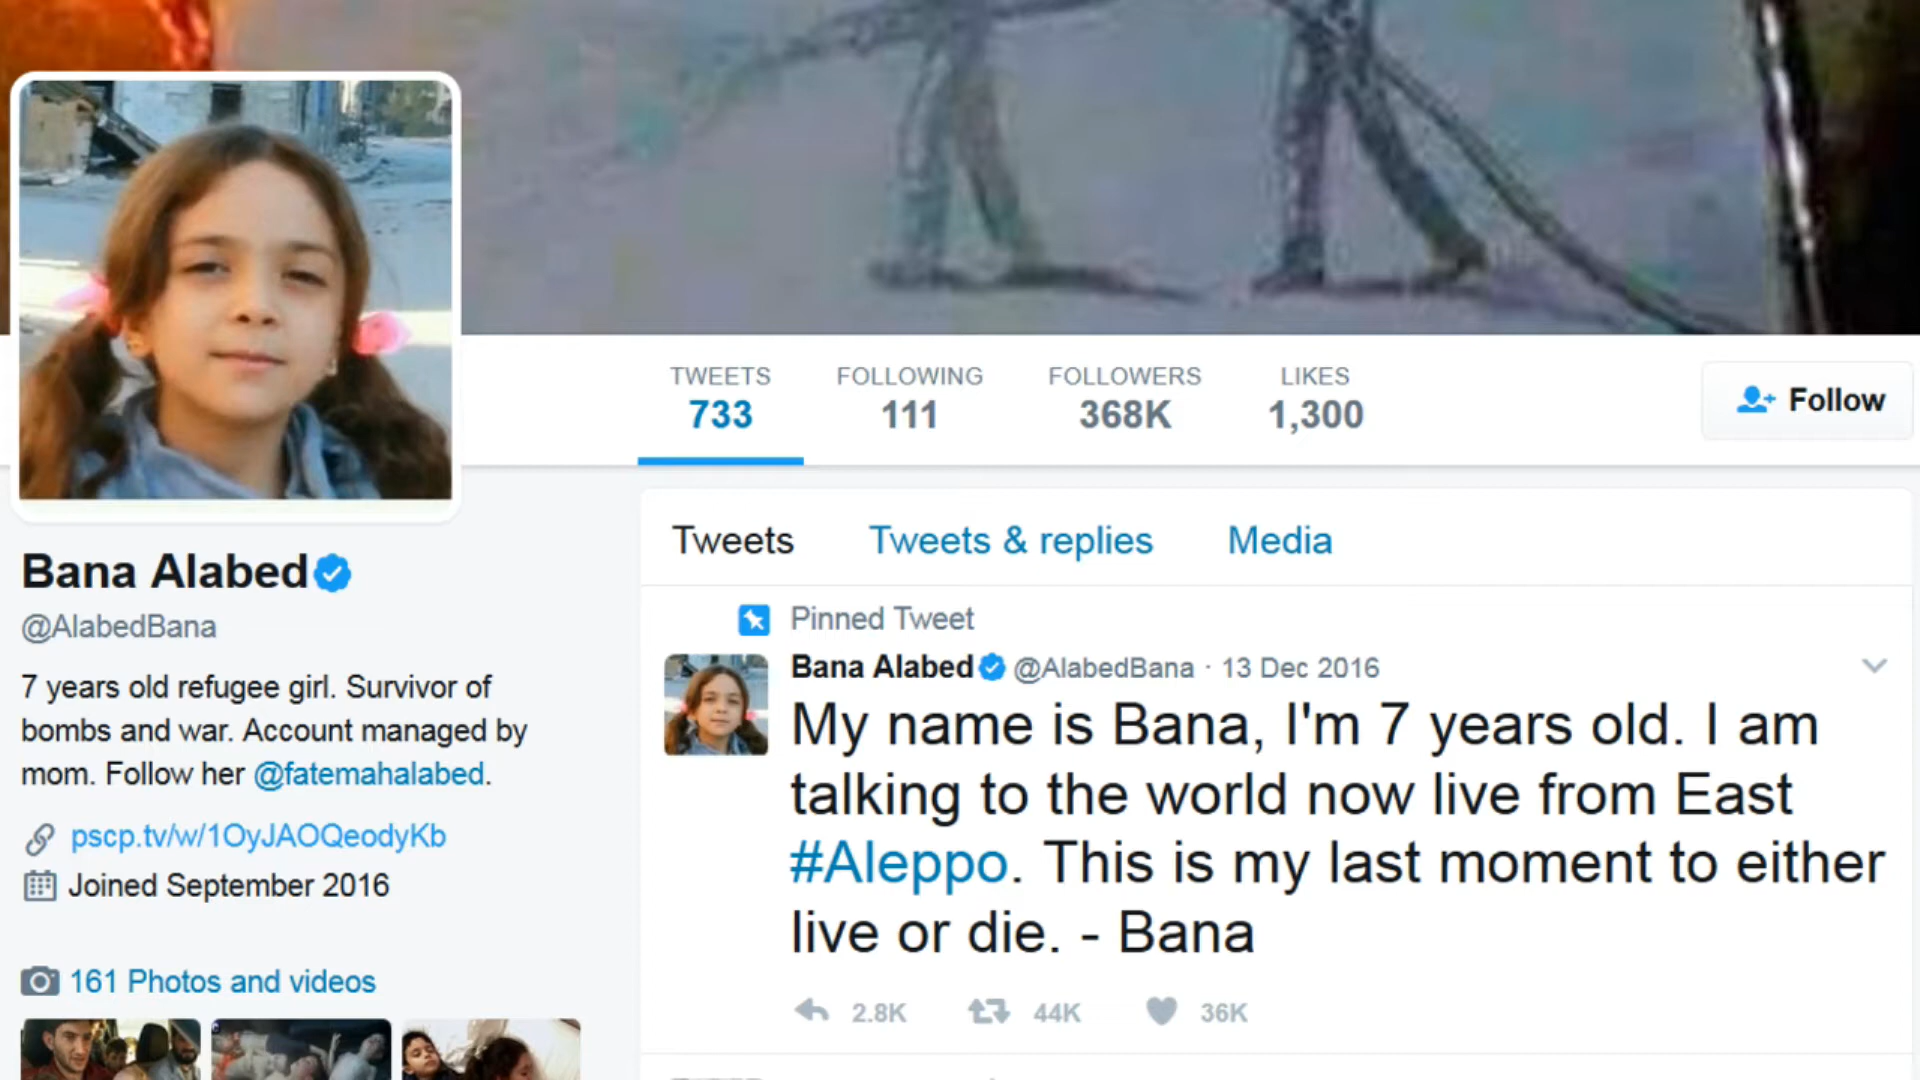 TWEETS FOLLOWING FOLLOWERS LIKES
733 111 368K 1,300
Follow
Bana Alabed
@AlabedBana
7 years old refugee girl. Survivor of
bombs and war. Account managed by
mom. Follow her @fatemahalabed.
pscp.tv/w/1OyJAOQeodyKb
Joined September 2016
161 Photos and videos
Tweets Tweets & replies Media
Pinned Tweet
Bana Alabed @AlabedBana · 13 Dec 2016
My name is Bana, I'm 7 years old. I am
talking to the world now live from East
#Aleppo. This is my last moment to either
live or die. - Bana
2.8K 44K 36K